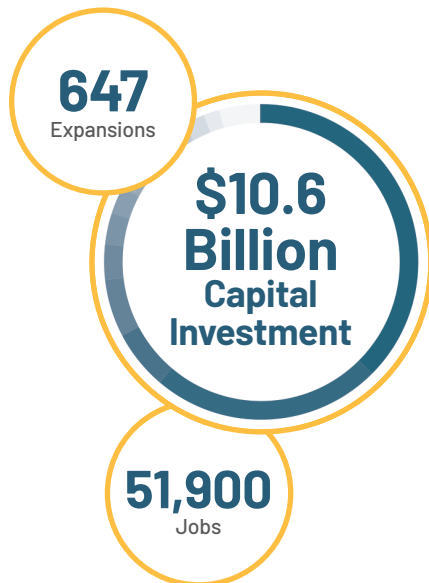 647
Expansions
$10.6
Billion
Capital
Investment
51,900
Jobs